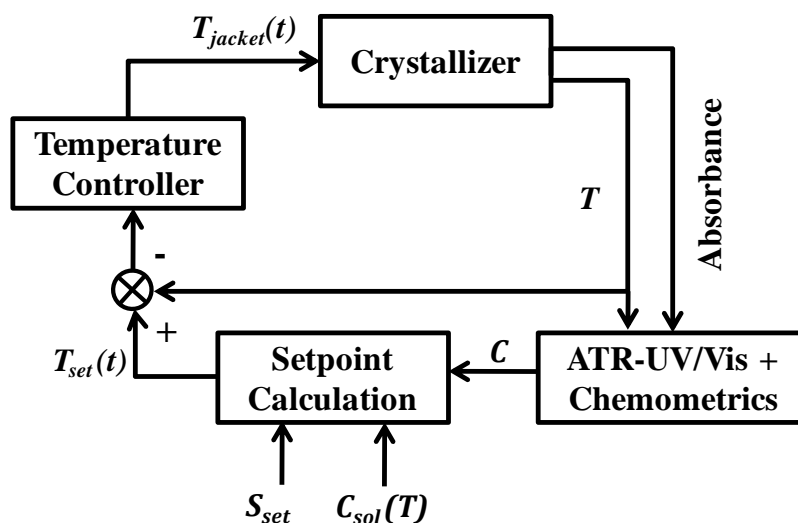 T_jacket(t)
Crystallizer
Temperature
Controller
T
Absorbance
-
+
T_set(t)
Setpoint
Calculation
C
ATR-UV/Vis +
Chemometrics
S_set
C_sol(T)